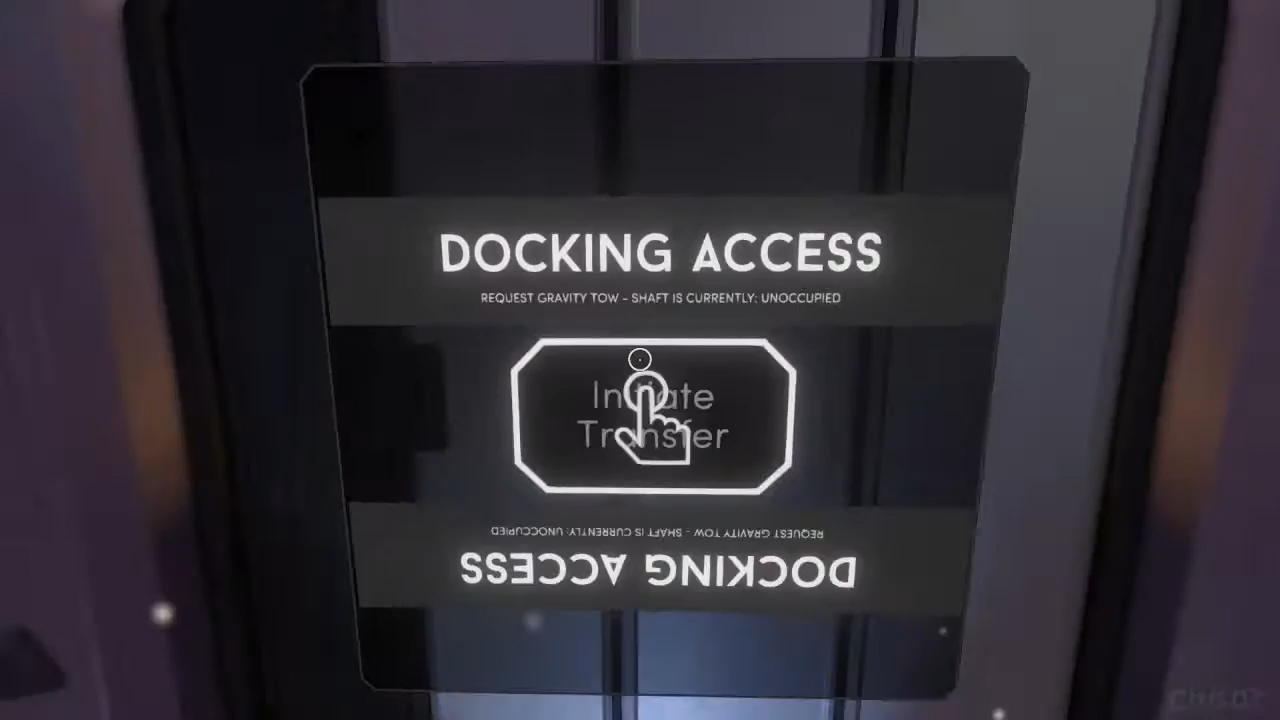 DOCKING ACCESS
REQUEST GRAVITY TOW - SHAFT IS CURRENTLY: UNOCCUPIED
Initiate
Transfer
REQUEST GRAVITY TOW - SHAFT IS CURRENTLY: UNOCCUPIED
DOCKING ACCESS